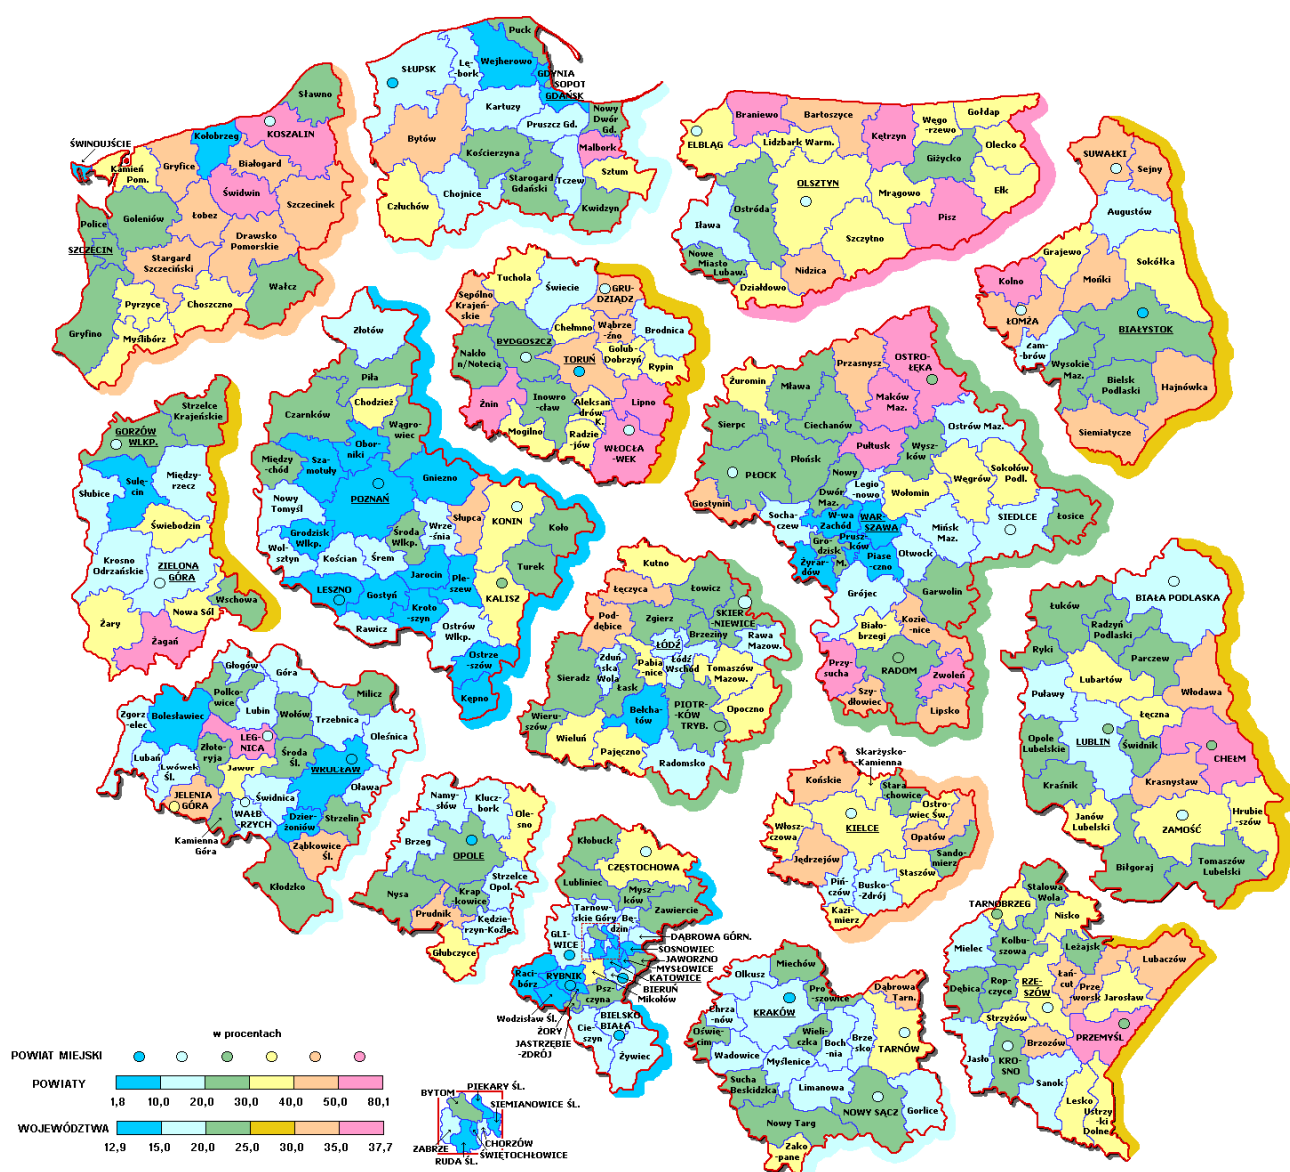 Sławno
KOSZALIN
Kołobrzeg
ŚWINOUJŚCIE
Kamień
Pom.
Gryfice
Białogard
Świdwin
Szczecinek
Goleniów
Łobez
Police
SZCZECIN
Drawsko
Pomorskie
Stargard
Szczeciński
Wałcz
Pyrzyce
Choszczno
Gryfino
Myślibórz
Puck
Wejherowo
Lę-
bork
SŁUPSK
GDYNIA
SOPOT
GDAŃSK
Kartuzy
Nowy
Dwór
Gd.
Pruszcz Gd.
Bytów
Kościerzyna
Malbork
Starogard
Gdański
Tczew
Sztum
Chojnice
Człuchów
Kwidzyn
Braniewo
Bartoszyce
Kętrzyn
Węgo
-rzewo
Gołdap
ELBLĄG
Lidzbark Warm.
Olecko
Giżycko
OLSZTYN
Mrągowo
Ełk
Ostróda
Iława
Pisz
Szczytno
Nowe
Miasto
Lubaw.
Nidzica
Działdowo
SUWAŁKI
Sejny
Augustów
Grajewo
Sokółka
Kolno
Mońki
ŁOMŻA
BIAŁYSTOK
Zam-
-brów
Wysokie
Maz.
Bielsk
Podlaski
Hajnówka
Siemiatycze
Tuchola
Świecie
GRU-
DZIĄDZ
Sępólno
Krajeń-
skie
Chełmno
Wąbrze
-źno
Brodnica
BYDGOSZCZ
Nakło
n/Notecią
TORUŃ
Golub-
Dobrzyń
Rypin
Żnin
Inowro
-cław
Aleksan
drów.
K.
Lipno
Mogilno
Radzie
-jów
WŁOCŁA
-WEK
Złotów
Piła
Chodzież
Czarnków
Wągro-
wiec
Między
-chód
Sza-
motuły
Obor-
niki
Gniezno
POZNAŃ
Nowy
Tomyśl
Słupca
KONIN
Grodzisk
Wlkp.
Środa
Wlkp.
Wrze
-śnia
Koło
Wol-
sztyn
Kościan
Śrem
Turek
LESZNO
Gostyń
Jarocin
Ple-
szew
KALISZ
Kroto
-szyn
Rawicz
Ostrów
Wlkp.
Ostrze
-szów
Kępno
Strzelce
Krajeńskie
GORZÓW
WLKP.
Sulę-
cin
Między-
rzecz
Słubice
Świebodzin
Krosno
Odrzańskie
ZIELONA
GÓRA
Nowa Sól
Wschowa
Żary
Żagań
Żuromin
Mława
Przasnysz
OSTRO-
ŁĘKA
Maków
Maz.
Sierpc
Ciechanów
Ostrów Maz.
Pułtusk
Wysz-
ków
PŁOCK
Płońsk
Nowy
Dwór
Maz.
Legio
-nowo
Wołomin
Węgrów
Sokołów
Podl.
Gostynin
Socha-
czew
W-wa
Zachód
WAR-
SZAWA
Mińsk
Maz.
SIEDLCE
Łosice
Prusz-
ków
Gro-
dzisk
M.
Piase
-czno
Otwock
Żyrar-
dów
Grójec
Garwolin
Biało-
brzegi
Kozie-
nice
Przy-
sucha
RADOM
Zwoleń
Szy-
dłowiec
Lipsko
Kutno
Łęczyca
Łowicz
Pod-
dębice
Zgierz
SKIER
NIEWICE
Brzeziny
Rawa
Mazow.
Zduń
ska
Wola
ŁÓDŹ
Łódź
Wschód
Pabia
-nice
Tomaszów
Mazow.
Sieradz
Łask
Bełcha-
tów
PIOTR-
KÓW
TRYB.
Opoczno
Wieru-
szów
Wieluń
Pajęczno
Radomsko
BIAŁA PODLASKA
Łuków
Radzyń
Podlaski
Ryki
Parczew
Lubartów
Włodawa
Puławy
Łęczna
LUBLIN
Opole
Lubelskie
Świdnik
CHEŁM
Krasnystaw
Kraśnik
Janów
Lubelski
ZAMOŚĆ
Hrubie-
szów
Biłgoraj
Tomaszów
Lubelski
Głogów
Góra
Polko-
wice
Milicz
Zgorz
-elec
Bolesławiec
Lubin
Wołów
Trzebnica
LEG-
NICA
Oleśnica
Złoto-
ryja
Środa
Śl.
Lubań
Lwówek
Śl.
Jawor
WROCŁAW
JELENIA
GÓRA
Świdnica
Oława
WAŁB
-RZYCH
Dzier-
żoniów
Strzelin
Kamienna
Góra
Ząbkowice
Śl.
Kłodzko
Namy-
słów
Klucz-
bork
Ole-
sno
Brzeg
OPOLE
Strzelce
Opol.
Nysa
Krap
-kowice
Prudnik
Kędzie-
rzyn-Koźle
Głubczyce
Kłobuck
CZĘSTOCHOWA
Lubliniec
Mysz-
ków
Zawiercie
Tarnow-
skie Góry
Bę-
dzin
GLI-
WICE
DĄBROWA GÓRN.
SOSNOWIEC
JAWORZNO
MYSŁOWICE
KATOWICE
BIERUŃ
Mikołów
Raci-
bórz
RYBNIK
Psz-
czyna
Wodzisław Śl.
ŻORY
JASTRZĘBIE
-ZDRÓJ
BIELSKO
BIAŁA
Cie-
szyn
Żywiec
Skarżysko-
Kamienna
Końskie
Stara
chowice
Ostro-
wiec Św.
KIELCE
Włosz-
czowa
Opatów
Jędrzejów
Sando-
mierz
Staszów
Piń-
czów
Busko-
-Zdrój
Kazi-
mierz
Miechów
Olkusz
Pro
szowice
Dąbrowa
Tarn.
KRAKÓW
Chrza
-nów
Oświę-
cim
Wieli-
czka
Boch
-nia
Brze-
sko
TARNÓW
Wadowice
Myślenice
Sucha
Beskidzka
Limanowa
NOWY SĄCZ
Gorlice
Nowy Targ
Zako
-pane
TARNOBRZEG
Stalowa
Wola
Nisko
Mielec
Kolbu-
szowa
Leżajsk
Lubaczów
Dębica
Rop-
czyce
RZE-
SZÓW
Łań-
cut
Prze
worsk
Jarosław
Strzyżów
Brzozów
PRZEMYŚL
Jasło
KRO-
SNO
Sanok
Lesko
Ustrzy-
ki
Dolne
w procentach
POWIAT MIEJSKI
POWIATY
1,8 10,0 20,0 30,0 40,0 50,0 80,1
WOJEWÓDZTWA
12,9 15,0 20,0 25,0 30,0 35,0 37,7
BYTOM
PIEKARY ŚL.
SIEMIANOWICE ŚL.
CHORZÓW
ŚWIĘTOCHŁOWICE
ZABRZE
RUDA ŚL.